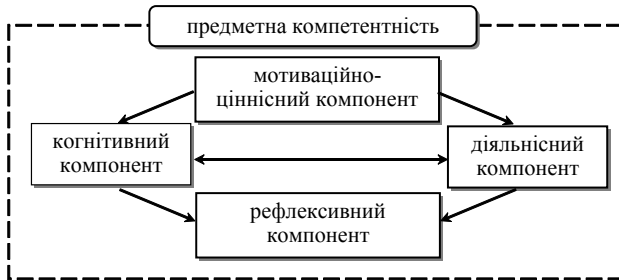 предметна компетентність
мотиваційно-
ціннісний компонент
когнітивний
компонент
діяльнісний
компонент
рефлексивний
компонент